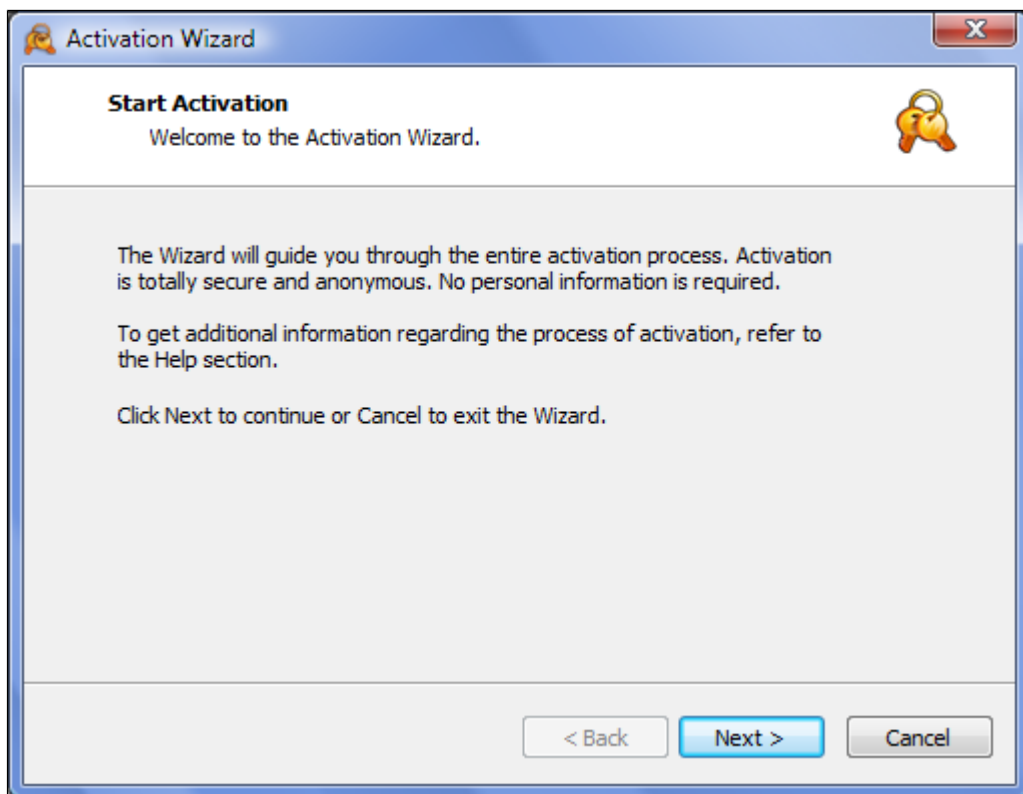 Activation Wizard
Start Activation
Welcome to the Activation Wizard.
The Wizard will guide you through the entire activation process. Activation
is totally secure and anonymous. No personal information is required.
To get additional information regarding the process of activation, refer to
the Help section.
Click Next to continue or Cancel to exit the Wizard.
< Back
Next >
Cancel